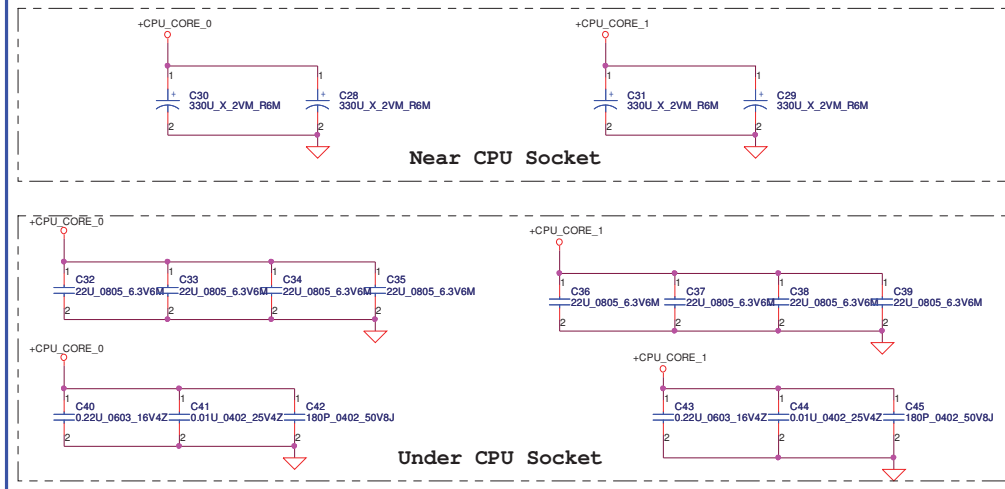 +CPU_CORE_0
+CPU_CORE_1
1
1
1
1
C30
330U_X_2VM_R6M
C28
330U_X_2VM_R6M
C31
330U_X_2VM_R6M
C29
330U_X_2VM_R6M
+
+
+
+
2
2
2
2
Near CPU Socket
+CPU_CORE_0
+CPU_CORE_1
1
1
1
1
C32
22U_0805_6.3V6M
C33
22U_0805_6.3V6M
C34
22U_0805_6.3V6M
C35
22U_0805_6.3V6M
2
2
2
2
1
1
1
1
C36
22U_0805_6.3V6M
C37
22U_0805_6.3V6M
C38
22U_0805_6.3V6M
C39
22U_0805_6.3V6M
2
2
2
2
+CPU_CORE_0
+CPU_CORE_1
1
1
1
C40
0.22U_0603_16V4Z
C41
0.01U_0402_25V4Z
C42
180P_0402_50V8J
2
2
2
1
1
1
C43
0.22U_0603_16V4Z
C44
0.01U_0402_25V4Z
C45
180P_0402_50V8J
2
2
2
Under CPU Socket